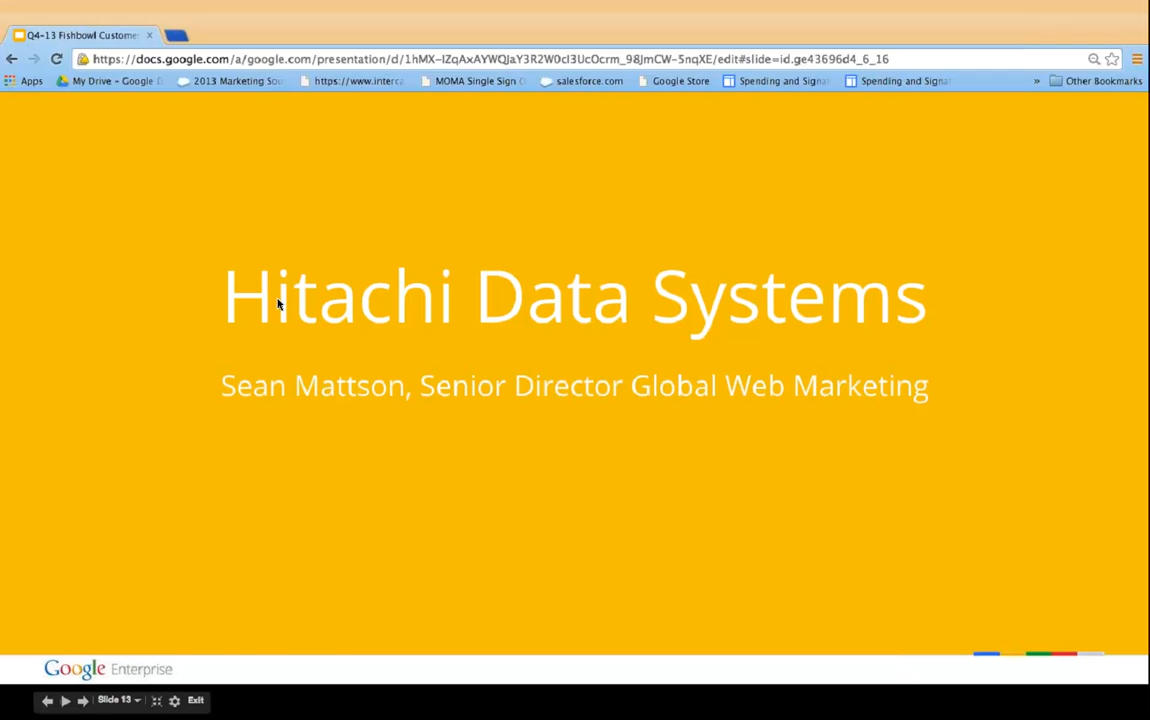 Q4-13 Fishbowl Custome
https://docs.google.com/a/google.com/presentation/d/1hMX-IZqAxAYWQJaY3R2W0cI3UcOcrm_98JmCW-5nqXE/edit#slide=id.ge43696d4_6_16
Apps My Drive - Google D 2013 Marketing Sou https://www.interca MOMA Single Sign O salesforce.com Google Store Spending and Signa Spending and Signa » Other Bookmarks
Hitachi Data Systems
Sean Mattson, Senior Director Global Web Marketing
Google Enterprise
Slide 13 Exit